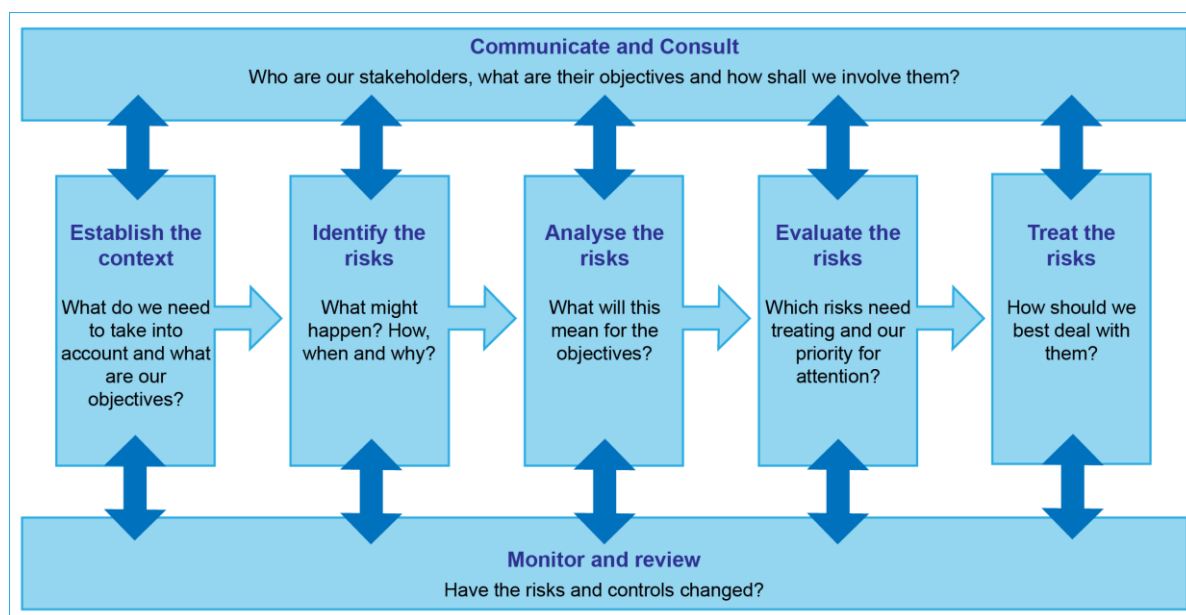 Communicate and Consult
Who are our stakeholders, what are their objectives and how shall we involve them?
Establish the
context
What do we need
to take into
account and what
are our
objectives?
Identify the
risks
What might
happen? How,
when and why?
Analyse the
risks
What will this
mean for the
objectives?
Evaluate the
risks
Which risks need
treating and our
priority for
attention?
Treat the
risks
How should we
best deal with
them?
Monitor and review
Have the risks and controls changed?